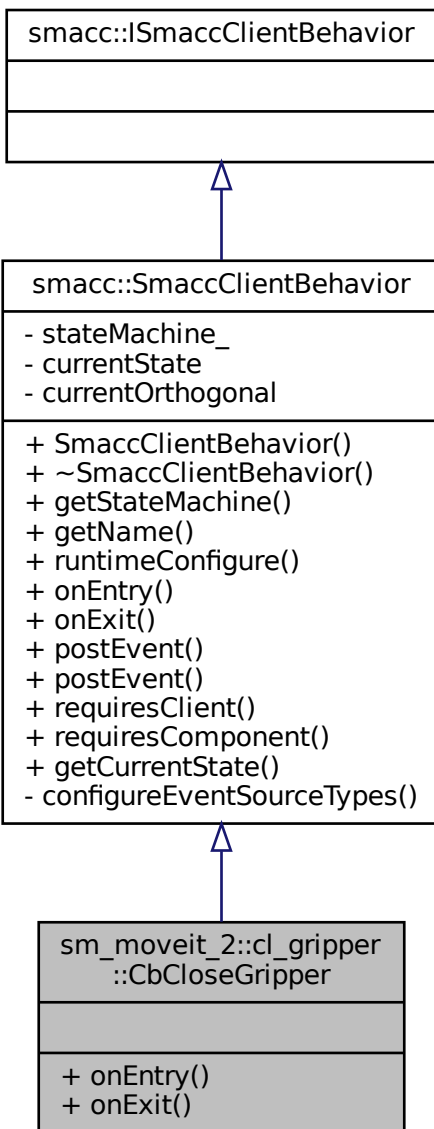 smacc::ISmaccClientBehavior
smacc::SmaccClientBehavior
- stateMachine_
- currentState
- currentOrthogonal
+ SmaccClientBehavior()
+ ~SmaccClientBehavior()
+ getStateMachine()
+ getName()
+ runtimeConfigure()
+ onEntry()
+ onExit()
+ postEvent()
+ postEvent()
+ requiresClient()
+ requiresComponent()
+ getCurrentState()
- configureEventSourceTypes()
sm_moveit_2::cl_gripper
::CbCloseGripper
+ onEntry()
+ onExit()